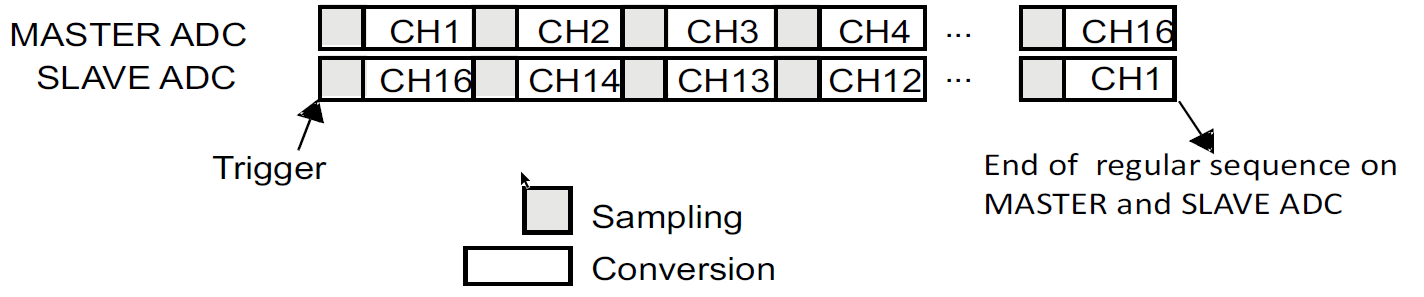 MASTER ADC CH1 CH2 CH3 CH4 ... CH16
SLAVE ADC CH16 CH14 CH13 CH12 ... CH1
Trigger
End of regular sequence on
MASTER and SLAVE ADC
Sampling
Conversion